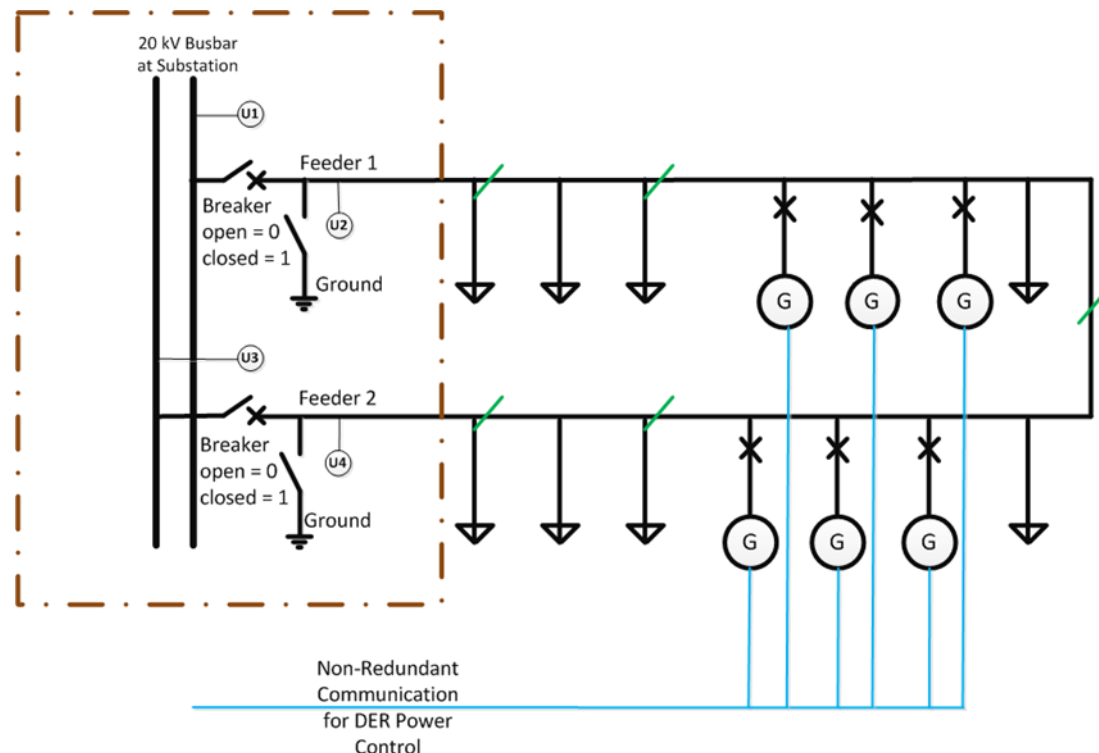 20 kV Busbar
at Substation
U1
Feeder 1
U2
Breaker
open = 0
closed = 1
Ground
G
G
G
U3
Feeder 2
U4
Breaker
open = 0
closed = 1
Ground
G
G
G
Non-Redundant
Communication
for DER Power
Control